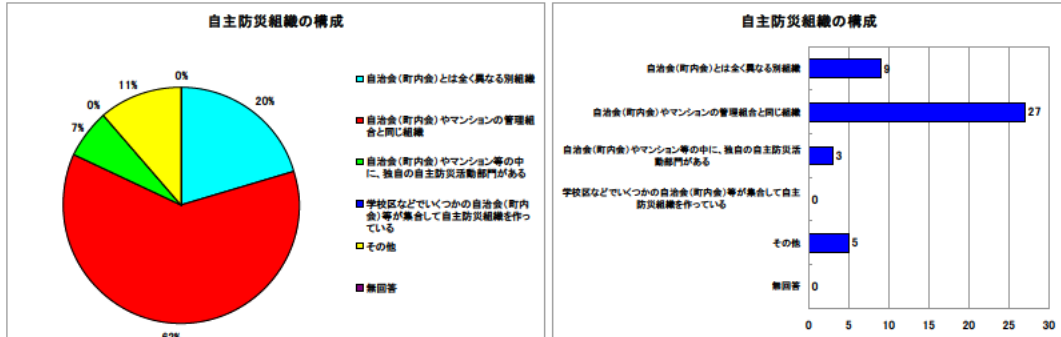 自主防災組織の構成
0%
11%
0%
7%
20%
自治会(町内会)とは全く異なる別組織
自治会(町内会)やマンションの管理組
合と同じ組織
自治会(町内会)やマンション等の中
に、独自の自主防災活動部門がある
学校区などでいくつかの自治会(町内
会)等が集合して自主防災組織を作っ
ている
その他
無回答
自主防災組織の構成
自治会(町内会)とは全く異なる別組織
9
自治会(町内会)やマンションの管理組合と同じ組織
27
自治会(町内会)やマンション等の中に、独自の自主防災活
動部門がある
3
学校区などでいくつかの自治会(町内会)等が集合して自主
防災組織を作っている
0
その他
5
無回答
0
0 5 10 15 20 25 30